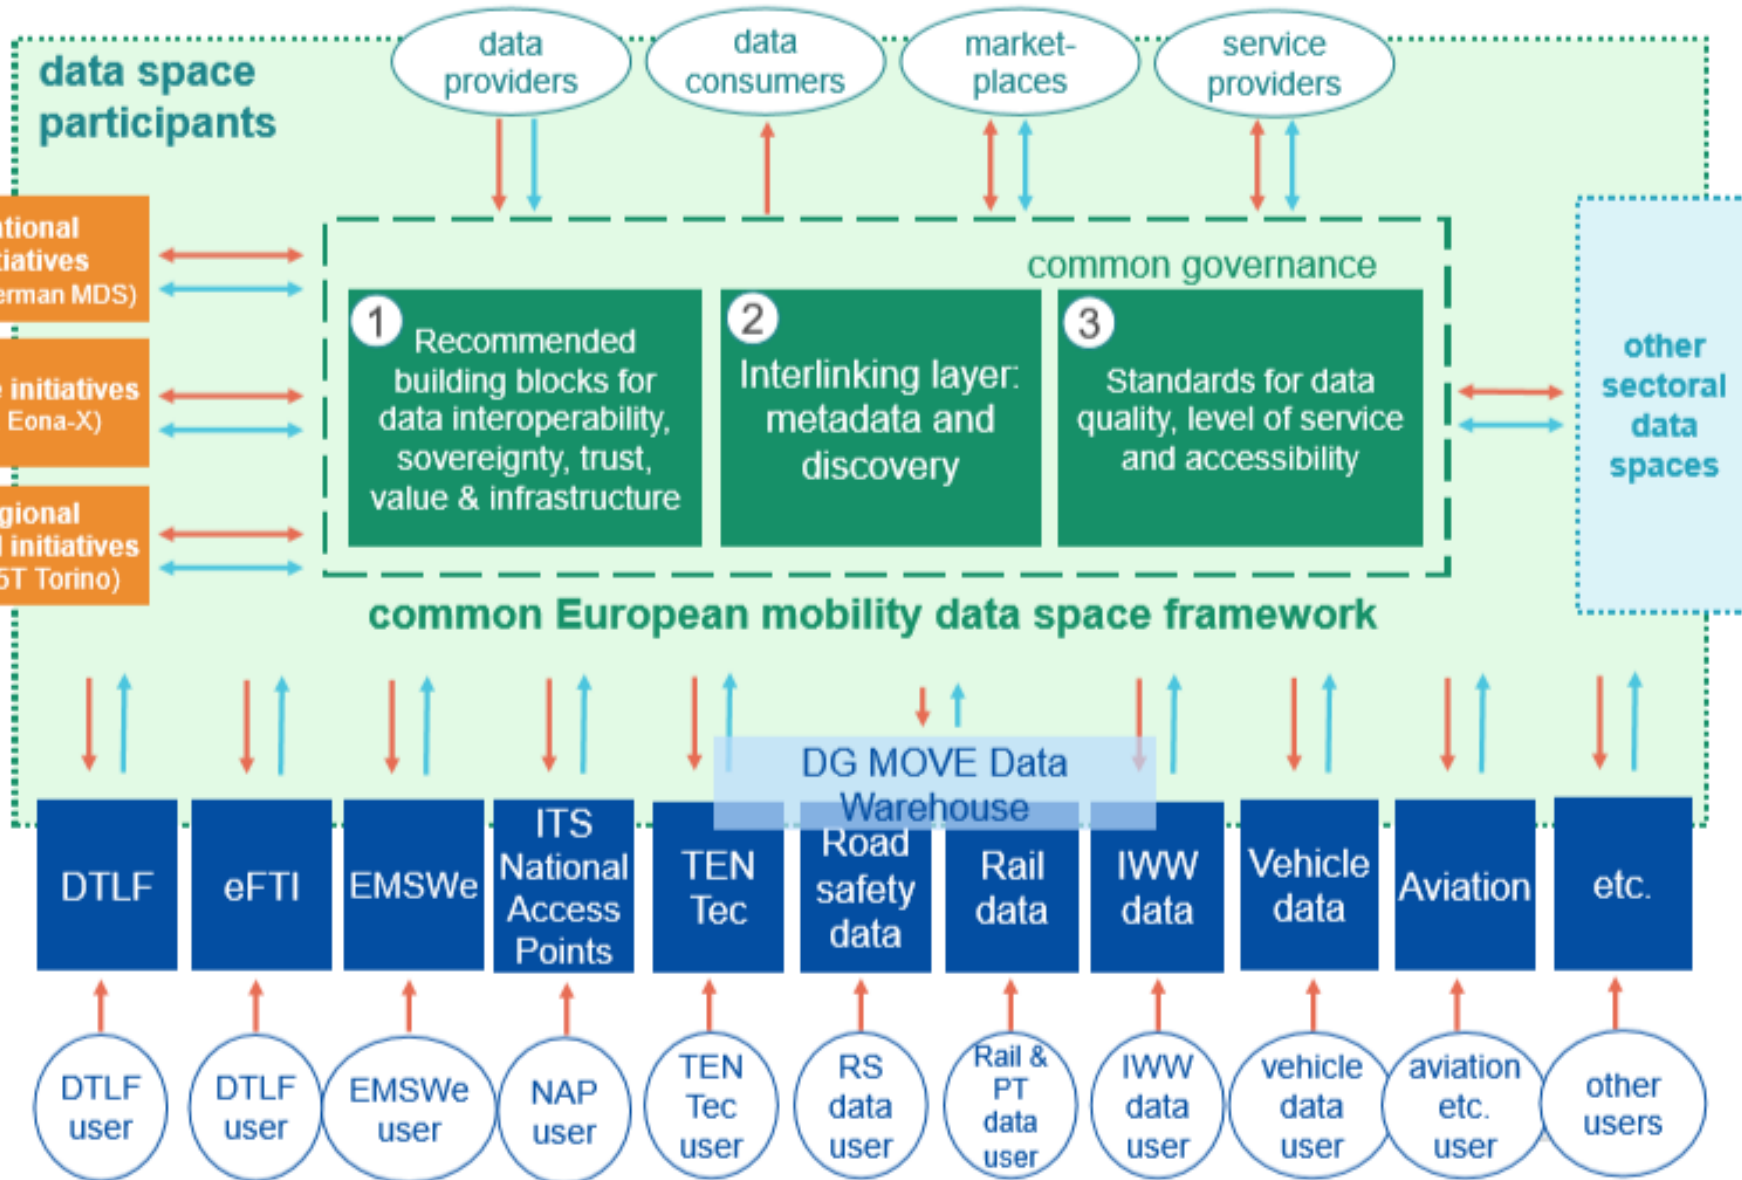 data space
participants
data
providers
data
consumers
market-
places
service
providers
tional
tiatives
erman MDS)
e initiatives
Eona-X)
gional
l initiatives
5T Torino)
common governance
1
Recommended
building blocks for
data interoperability,
sovereignty, trust,
value & infrastructure
2
Interlinking layer:
metadata and
discovery
3
Standards for data
quality, level of service
and accessibility
other
sectoral
data
spaces
common European mobility data space framework
DG MOVE Data
Warehouse
DTLF
eFTI
EMSWe
ITS
National
Access
Points
TEN
Tec
Road
safety
data
Rail
data
IWW
data
Vehicle
data
Aviation
etc.
DTLF
user
DTLF
user
EMSWe
user
NAP
user
TEN
Tec
user
RS
data
user
Rail &
PT
data
user
IWW
data
user
vehicle
data
user
aviation
etc.
user
other
users